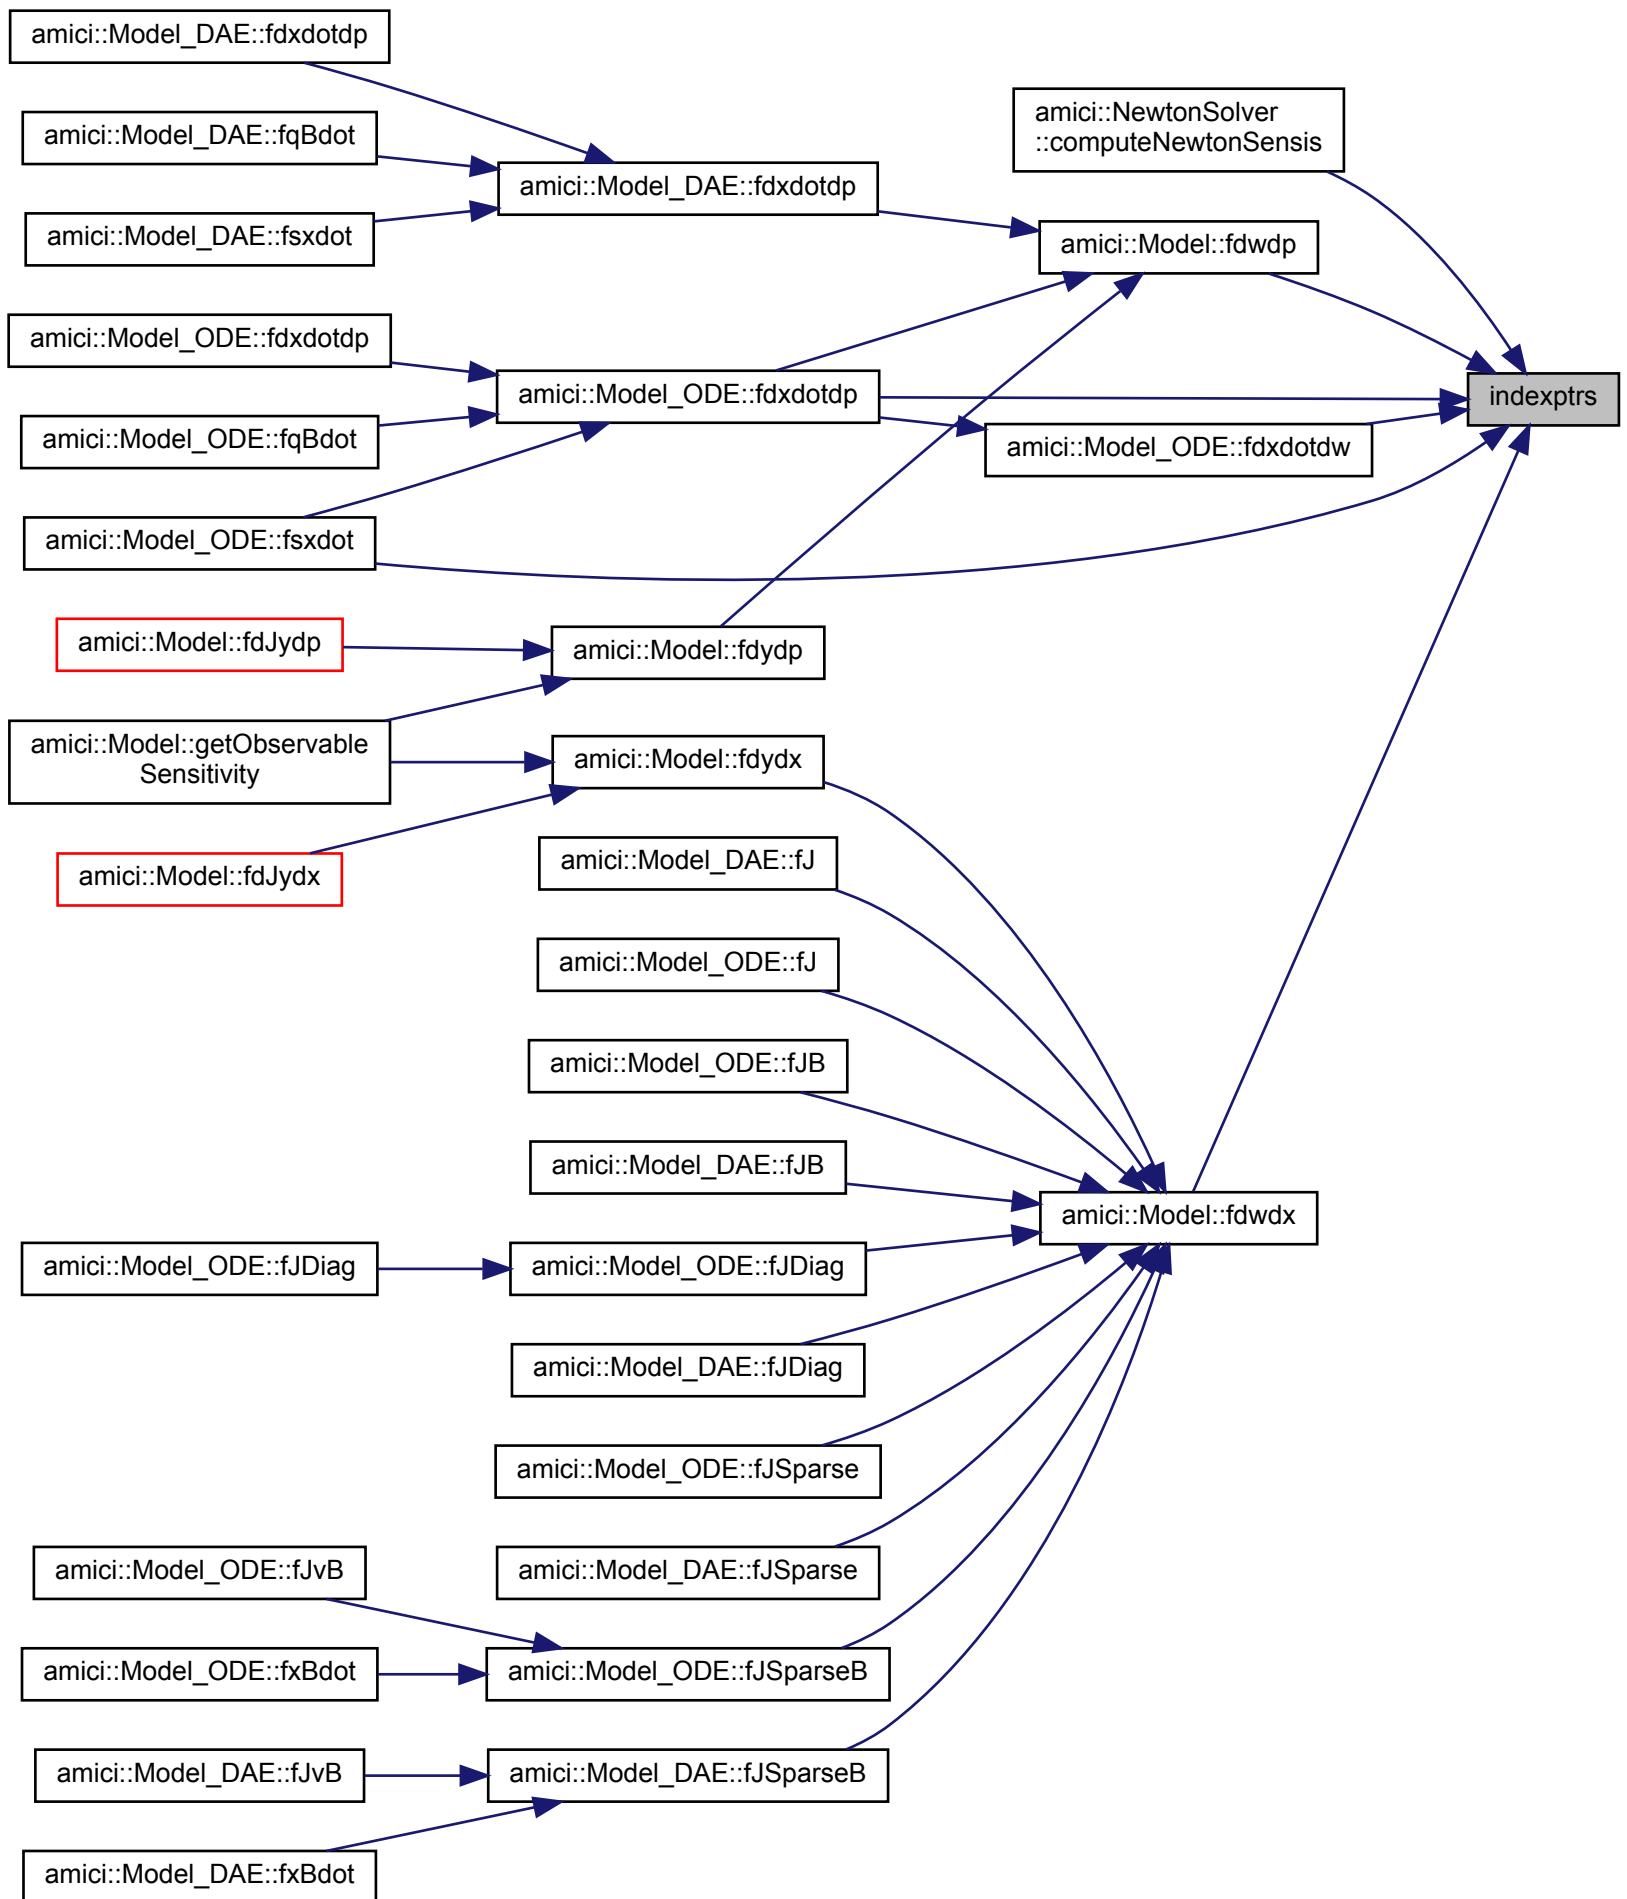 amici::Model_DAE::fdxdotdp
amici::NewtonSolver
::computeNewtonSensis
amici::Model_DAE::fqBdot
amici::Model_DAE::fdxdotdp
amici::Model_DAE::fsxdot
amici::Model::fdwdp
amici::Model_ODE::fdxdotdp
amici::Model_ODE::fdxdotdp
indexptrs
amici::Model_ODE::fqBdot
amici::Model_ODE::fdxdotdw
amici::Model_ODE::fsxdot
amici::Model::fdJydp
amici::Model::fdydp
amici::Model::getObservable
Sensitivity
amici::Model::fdydx
amici::Model::fdJydx
amici::Model_DAE::fJ
amici::Model_ODE::fJ
amici::Model_ODE::fJB
amici::Model_DAE::fJB
amici::Model::fdwdx
amici::Model_ODE::fJDiag
amici::Model_ODE::fJDiag
amici::Model_DAE::fJDiag
amici::Model_ODE::fJSparse
amici::Model_ODE::fJvB
amici::Model_DAE::fJSparse
amici::Model_ODE::fxBdot
amici::Model_ODE::fJSparseB
amici::Model_DAE::fJvB
amici::Model_DAE::fJSparseB
amici::Model_DAE::fxBdot